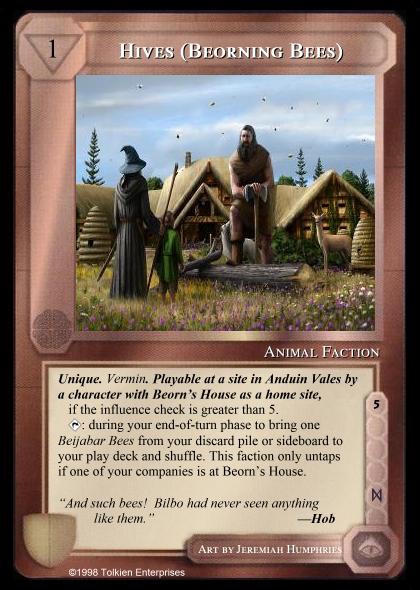 1
Hives (Beorning Bees)
Animal Faction
Unique. Vermin. Playable at a site in Anduin Vales by
a character with Beorn's House as a home site,
if the influence check is greater than 5.
: during your end-of-turn phase to bring one
Beijabar Bees from your discard pile or sideboard to
your play deck and shuffle. This faction only untaps
if one of your companies is at Beorn's House.
5
“And such bees! Bilbo had never seen anything
like them.” —Hob
Art by Jeremiah Humphries
©1998 Tolkien Enterprises